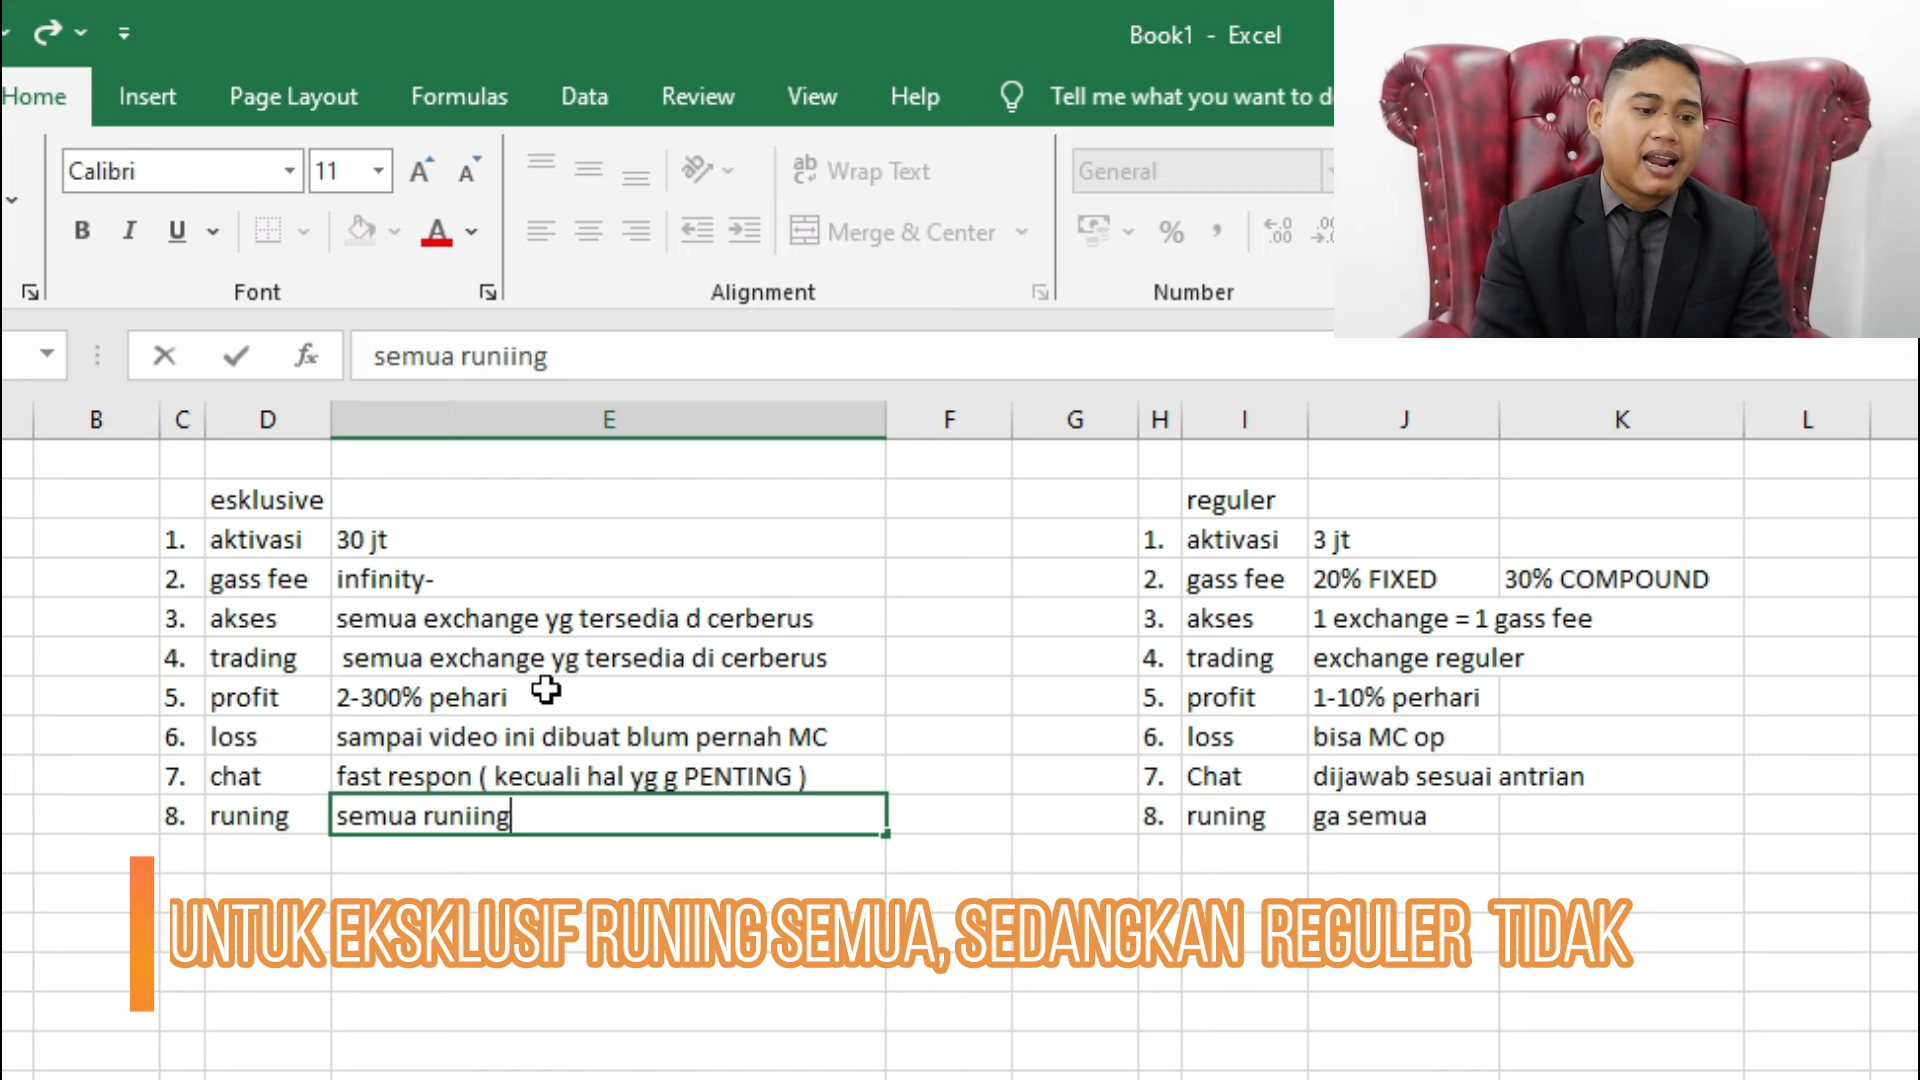 Book1 - Excel
Home Insert Page Layout Formulas Data Review View Help Tell me what you want to d
Calibri 11 A A ab c Wrap Text General
B I U A Merge & Center % , .0 .00 .00
Font Alignment Number
fx semua runiing
B C D E F G H I J K L
esklusive reguler
1. aktivasi 30 jt 1. aktivasi 3 jt
2. gass fee infinity- 2. gass fee 20% FIXED 30% COMPOUND
3. akses semua exchange yg tersedia d cerberus 3. akses 1 exchange = 1 gass fee
4. trading semua exchange yg tersedia di cerberus 4. trading exchange reguler
5. profit 2-300% pehari 5. profit 1-10% perhari
6. loss sampai video ini dibuat blum pernah MC 6. loss bisa MC op
7. chat fast respon ( kecuali hal yg g PENTING ) 7. Chat dijawab sesuai antrian
8. runing semua runiing 8. runing ga semua
UNTUK EKSKLUSIF RUNIING SEMUA, SEDANGKAN REGULER TIDAK